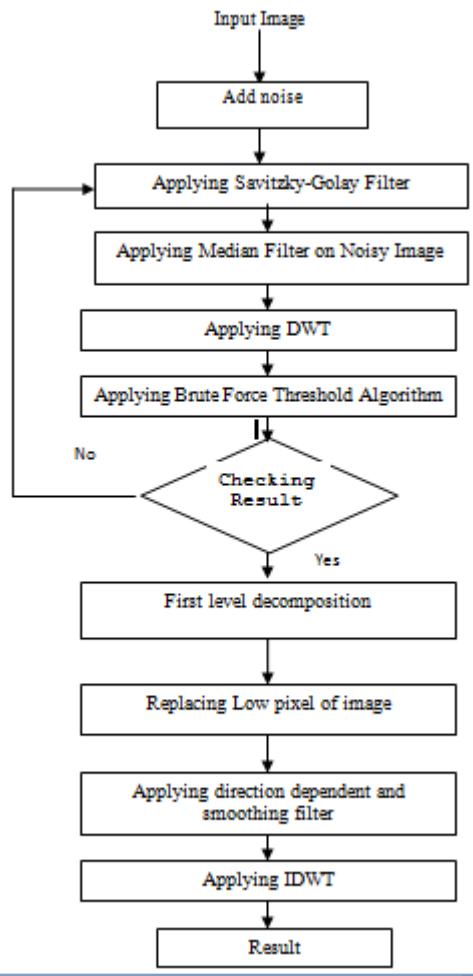 Input Image
Add noise
Applying Savitzky-Golay Filter
Applying Median Filter on Noisy Image
Applying DWT
Applying Brute Force Threshold Algorithm
No
Checking
Result
Yes
First level decomposition
Replacing Low pixel of image
Applying direction dependent and
smoothing filter
Applying IDWT
Result